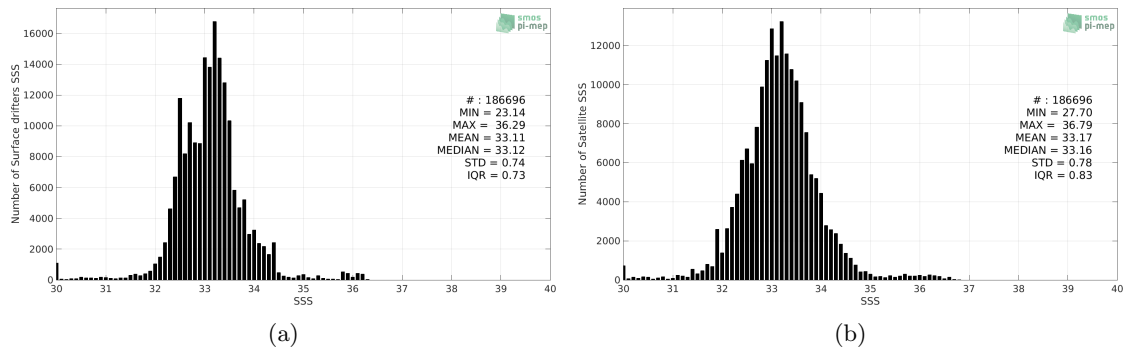 smos
pi-mep
16000
14000
12000
10000
8000
6000
4000
2000
0
Number of Surface drifters SSS
# : 186696
MIN = 23.14
MAX = 36.29
MEAN = 33.11
MEDIAN = 33.12
STD = 0.74
IQR = 0.73
30 31 32 33 34 35 36 37 38 39 40
SSS
(a)
smos
pi-mep
12000
10000
8000
6000
4000
2000
0
Number of Satellite SSS
# : 186696
MIN = 27.70
MAX = 36.79
MEAN = 33.17
MEDIAN = 33.16
STD = 0.78
IQR = 0.83
30 31 32 33 34 35 36 37 38 39 40
SSS
(b)